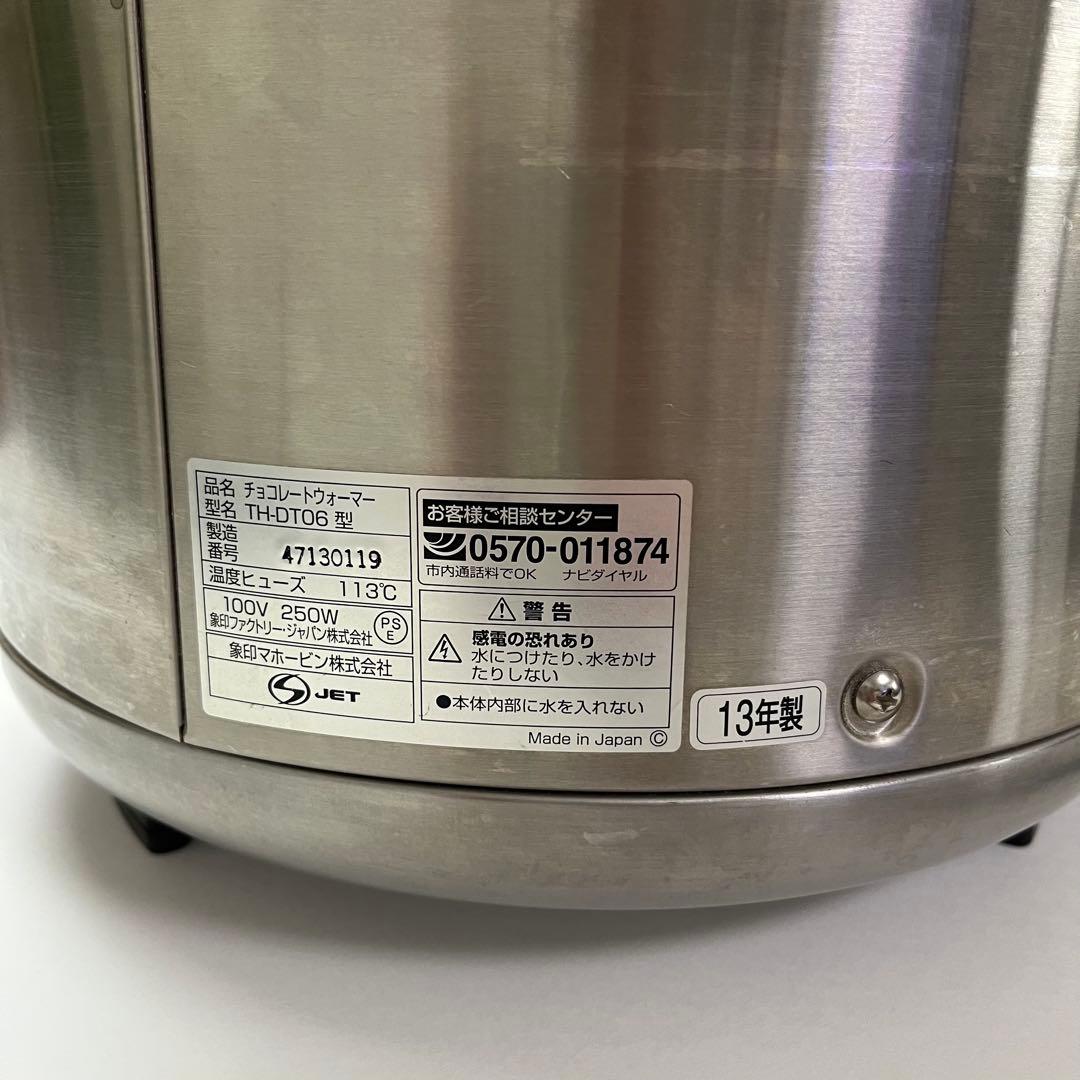 品名 チョコレートウォーマー
型名 TH-DT06 型
製造
番号 47130119
温度ヒューズ 113℃
100V 250W
象印ファクトリー・ジャパン株式会社
PS
E
象印マホービン株式会社
JET
お客様ご相談センター
0570-011874
市内通話料でOK ナビダイヤル
⚠警告
感電の恐れあり
水につけたり、水をかけ
たりしない
●本体内部に水を入れない
Made in Japan Ⓒ
13年製